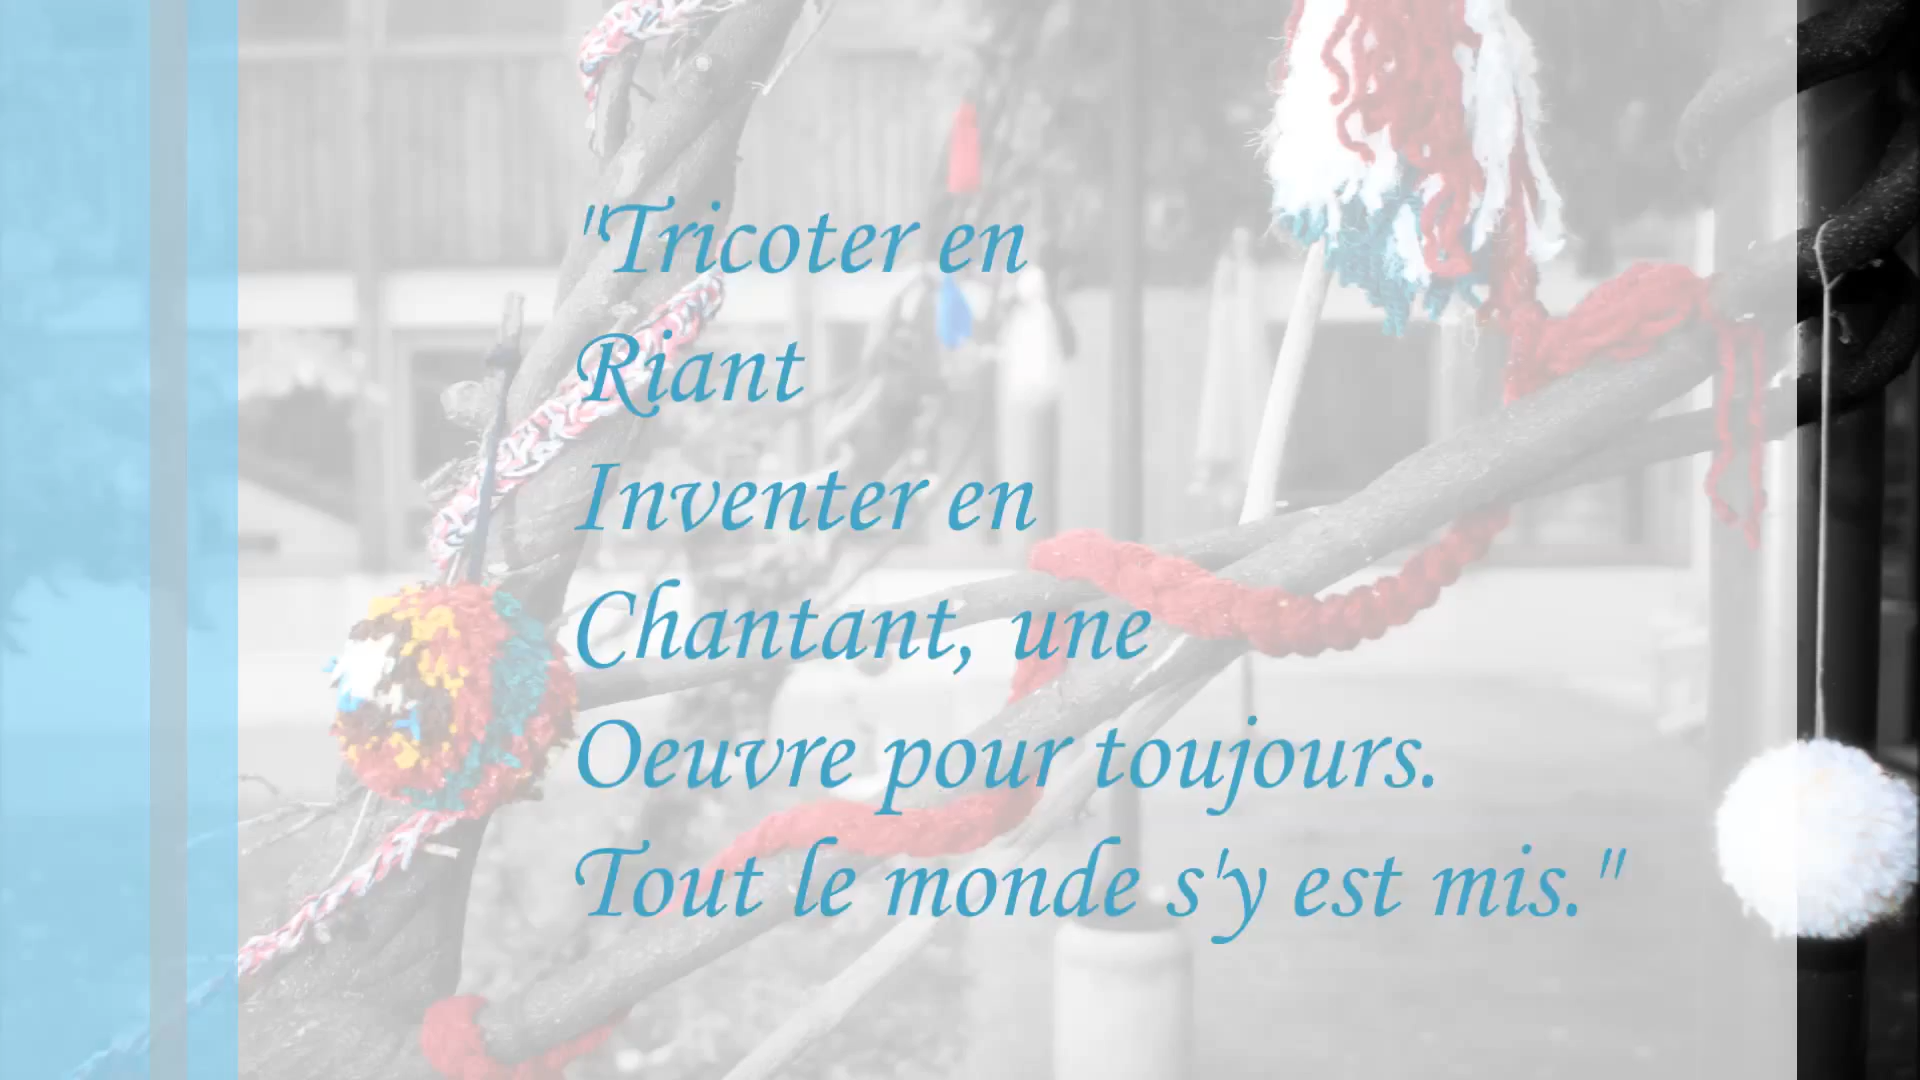 "Tricoter en
Riant
Inventer en
Chantant, une
Oeuvre pour toujours.
Tout le monde s'y est mis."